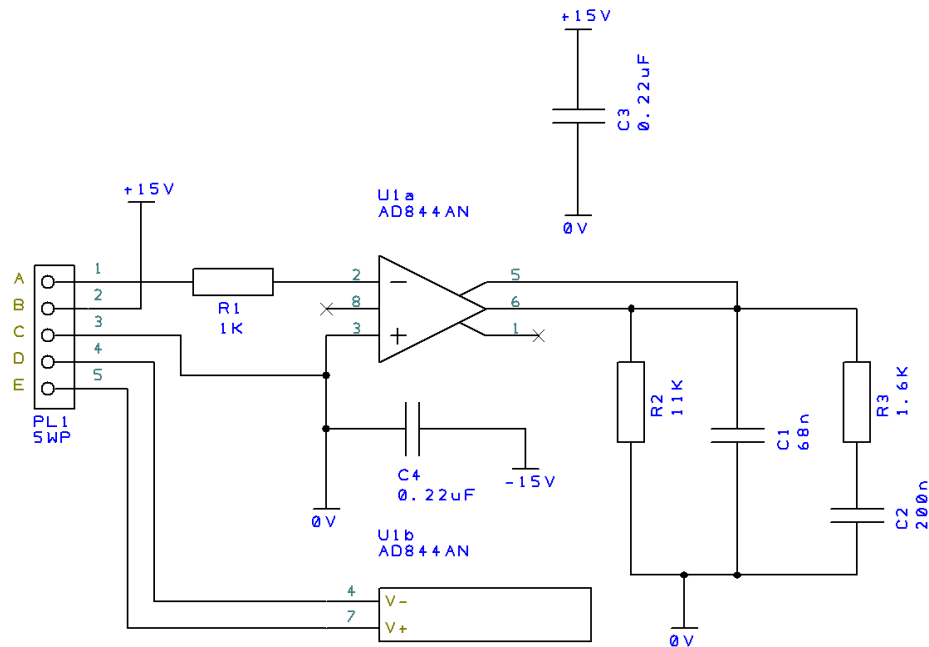 +15V
C3
0.22uF
0V
+15V
U1a
AD844AN
A
B
C
D
E
1
2
3
4
5
PL1
5WP
R1
1K
2
8
3
−
+
5
6
1
R2
11K
C1
68n
R3
1.6K
C2
200n
C4
0.22uF
-15V
0V
U1b
AD844AN
4
V-
7
V+
0V